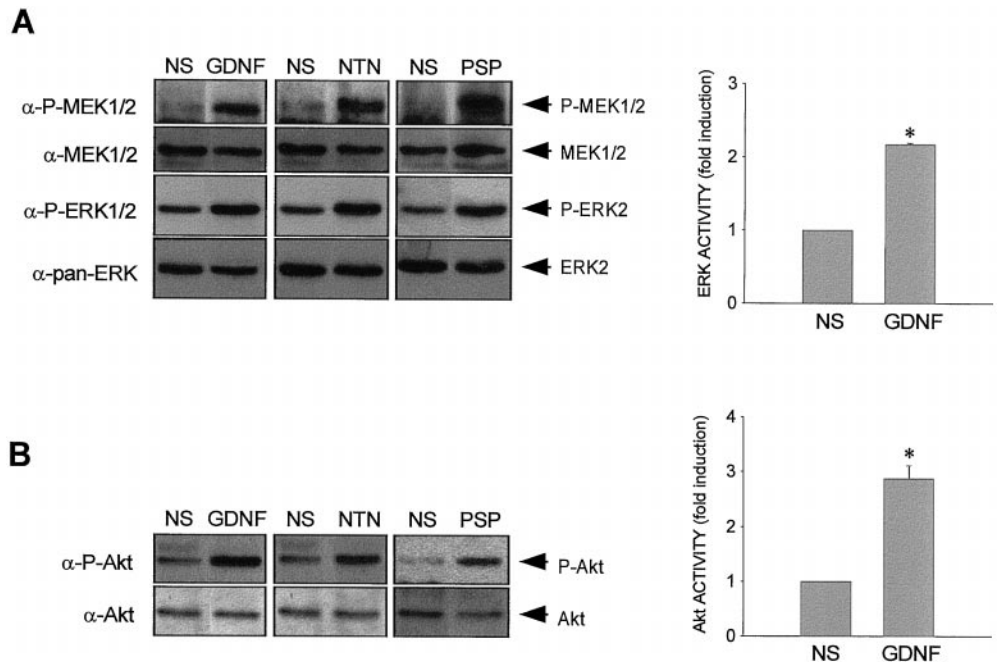 A
NS GDNF NS NTN NS PSP
α-P-MEK1/2 P-MEK1/2
α-MEK1/2 MEK1/2
α-P-ERK1/2 P-ERK2
α-pan-ERK ERK2
ERK ACTIVITY (fold induction)
3
2
1
0
*
NS GDNF
B
NS GDNF NS NTN NS PSP
α-P-Akt P-Akt
α-Akt Akt
Akt ACTIVITY (fold induction)
4
3
2
1
0
*
NS GDNF